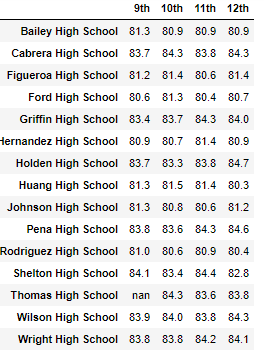 9th 10th 11th 12th
Bailey High School 81.3 80.9 80.9 80.9
Cabrera High School 83.7 84.3 83.8 84.3
Figueroa High School 81.2 81.4 80.6 81.4
Ford High School 80.6 81.3 80.4 80.7
Griffin High School 83.4 83.7 84.3 84.0
Hernandez High School 80.9 80.7 81.4 80.9
Holden High School 83.7 83.3 83.8 84.7
Huang High School 81.3 81.5 81.4 80.3
Johnson High School 81.3 80.8 80.6 81.2
Pena High School 83.8 83.6 84.3 84.6
Rodriguez High School 81.0 80.6 80.9 80.4
Shelton High School 84.1 83.4 84.4 82.8
Thomas High School nan 84.3 83.6 83.8
Wilson High School 83.9 84.0 83.8 84.3
Wright High School 83.8 83.8 84.2 84.1